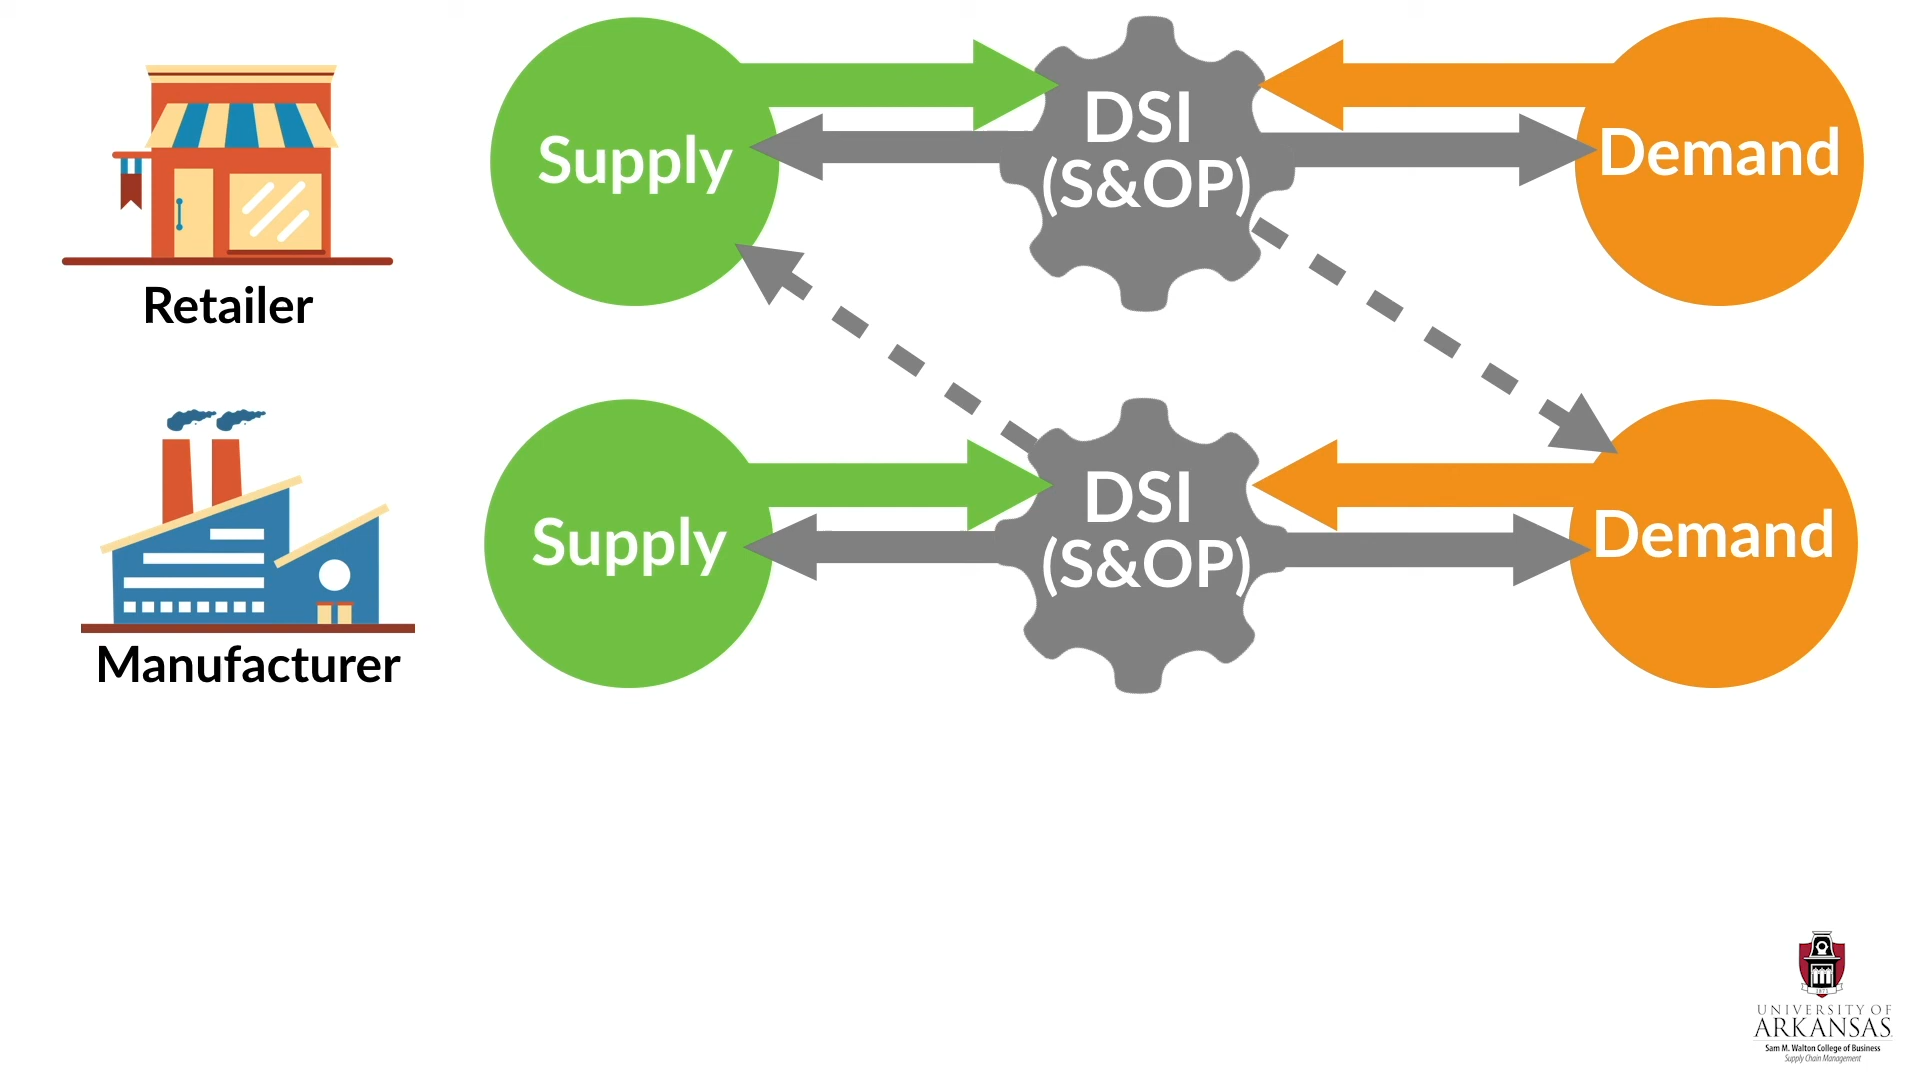 Retailer
Supply
DSI
(S&OP)
Demand
Manufacturer
Supply
DSI
(S&OP)
Demand
1871
UNIVERSITY OF
ARKANSAS
Sam M. Walton College of Business
Supply Chain Management